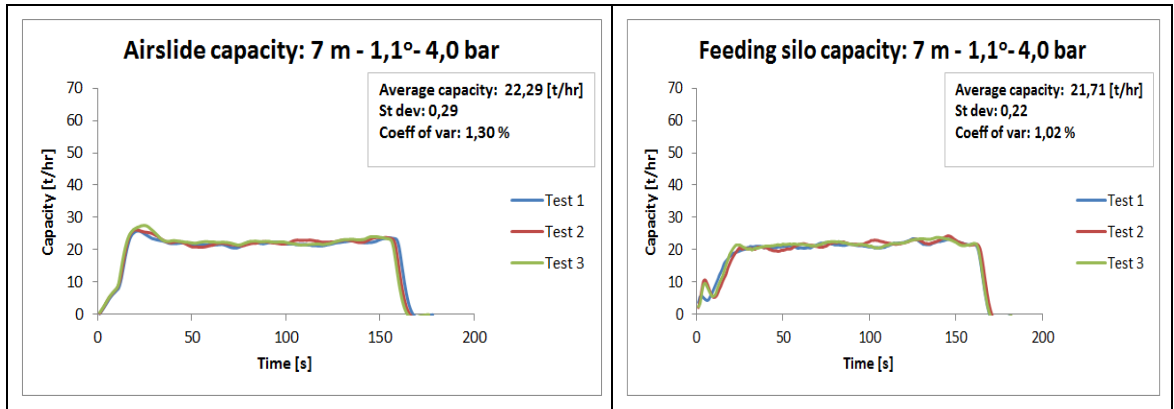 Airslide capacity: 7 m - 1,1º- 4,0 bar
Average capacity: 22,29 [t/hr]
St dev: 0,29
Coeff of var: 1,30 %
Capacity [t/hr]
70
60
50
40
30
20
10
0
0 50 100 150 200
Time [s]
Test 1
Test 2
Test 3
Feeding silo capacity: 7 m - 1,1º- 4,0 bar
Average capacity: 21,71 [t/hr]
St dev: 0,22
Coeff of var: 1,02 %
Capacity [t/hr]
70
60
50
40
30
20
10
0
0 50 100 150 200
Time [s]
Test 1
Test 2
Test 3